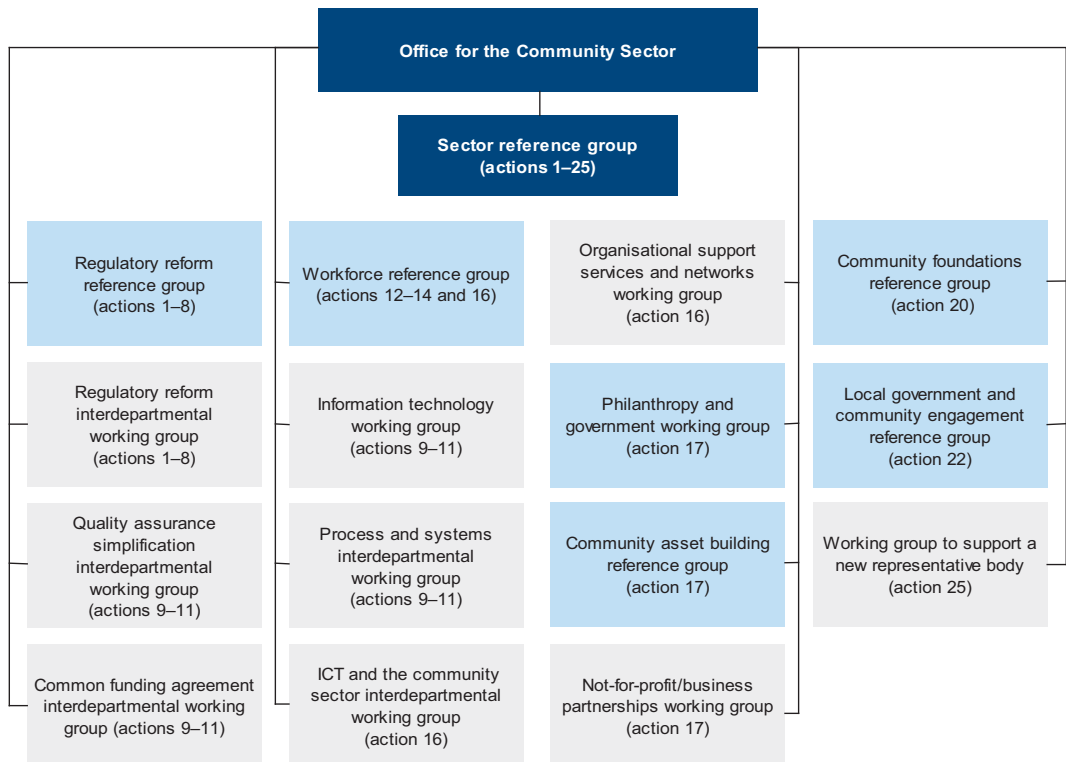 Office for the Community Sector
Sector reference group
(actions 1–25)
Regulatory reform
reference group
(actions 1–8)
Workforce reference group
(actions 12–14 and 16)
Organisational support
services and networks
working group
(action 16)
Community foundations
reference group
(action 20)
Regulatory reform
interdepartmental
working group
(actions 1–8)
Information technology
working group
(actions 9–11)
Philanthropy and
government working group
(action 17)
Local government and
community engagement
reference group
(action 22)
Quality assurance
simplification
interdepartmental
working group
(actions 9–11)
Process and systems
interdepartmental
working group
(actions 9–11)
Community asset building
reference group
(action 17)
Working group to support a
new representative body
(action 25)
Common funding agreement
interdepartmental working
group (actions 9–11)
ICT and the community
sector interdepartmental
working group
(action 16)
Not-for-profit/business
partnerships working group
(action 17)